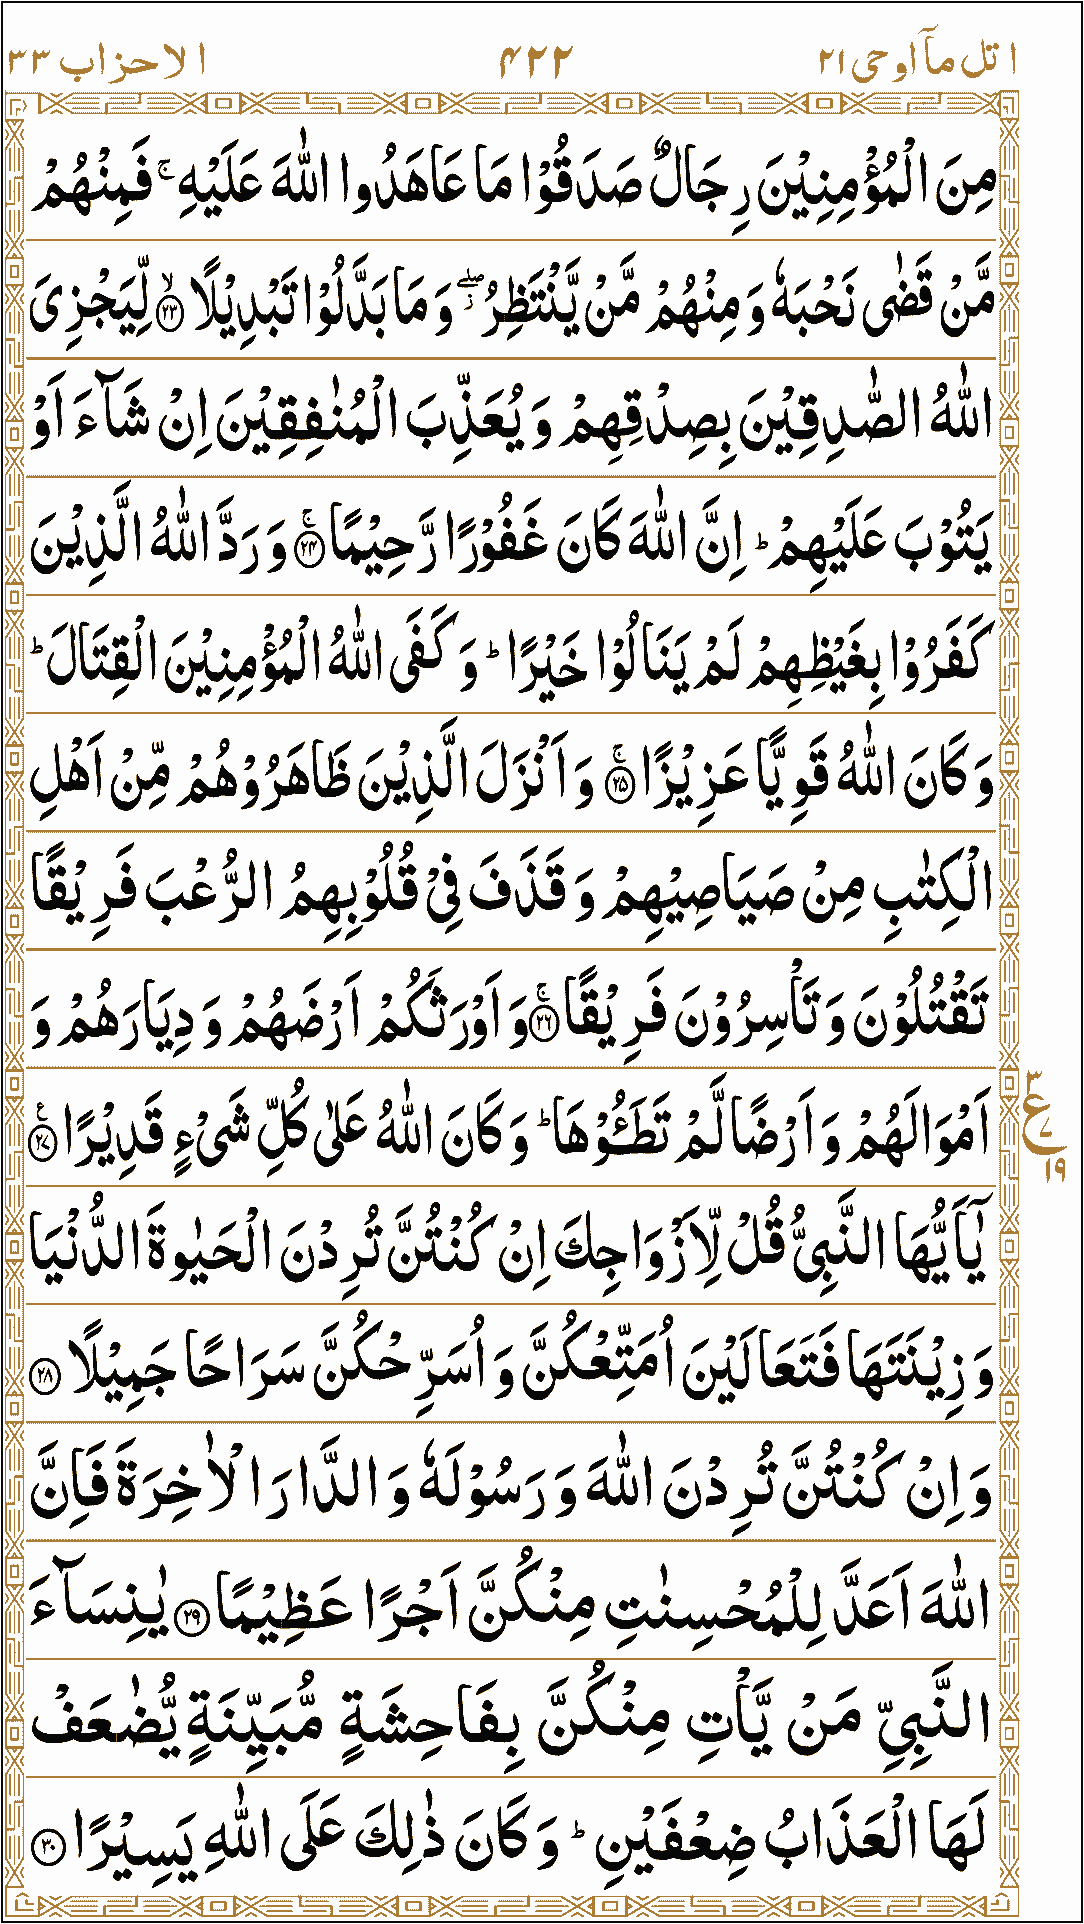 اتل مآاوحی ۲۱ ۴۲۲ الاحزاب ۳۳
مِنَ الْمُؤْمِنِيْنَ رِجَالٌ صَدَقُوْا مَا عَاهَدُوا اللّٰهَ عَلَيْهِ ۚ فَمِنْهُمْ
مَّنْ قَضٰى نَحْبَهٗ وَمِنْهُمْ مَّنْ يَّنْتَظِرُ ۖ ز وَمَا بَدَّلُوْا تَبْدِيْلًا ۙ‏﴿۲۳﴾ لِّيَجْزِىَ
اللّٰهُ الصّٰدِقِيْنَ بِصِدْقِهِمْ وَيُعَذِّبَ الْمُنٰفِقِيْنَ اِنْ شَآءَ اَوْ
يَتُوْبَ عَلَيْهِمْ ؕ اِنَّ اللّٰهَ كَانَ غَفُوْرًا رَّحِيْمًا ۚ‏﴿۲۴﴾ وَرَدَّ اللّٰهُ الَّذِيْنَ
كَفَرُوْا بِغَيْظِهِمْ لَمْ يَنَالُوْا خَيْرًا ؕ وَكَفَى اللّٰهُ الْمُؤْمِنِيْنَ الْقِتَالَ ؕ
وَكَانَ اللّٰهُ قَوِيًّا عَزِيْزًا ۚ‏﴿۲۵﴾ وَاَنْزَلَ الَّذِيْنَ ظَاهَرُوْهُمْ مِّنْ اَهْلِ
الْكِتٰبِ مِنْ صَيَاصِيْهِمْ وَقَذَفَ فِىْ قُلُوْبِهِمُ الرُّعْبَ فَرِيْقًا
تَقْتُلُوْنَ وَتَاْسِرُوْنَ فَرِيْقًا ۚ‏﴿۲۶﴾ وَاَوْرَثَكُمْ اَرْضَهُمْ وَدِيَارَهُمْ وَ
اَمْوَالَهُمْ وَاَرْضًا لَّمْ تَطَـُٔوْهَا ؕ وَكَانَ اللّٰهُ عَلٰى كُلِّ شَىْءٍ قَدِيْرًا ‏﴿۲۷﴾ ع
۳ ع ۷ ۱۹
يٰۤاَيُّهَا النَّبِىُّ قُلْ لِّاَزْوَاجِكَ اِنْ كُنْتُنَّ تُرِدْنَ الْحَيٰوةَ الدُّنْيَا
وَزِيْنَتَهَا فَتَعَالَيْنَ اُمَتِّعْكُنَّ وَاُسَرِّحْكُنَّ سَرَاحًا جَمِيْلًا ‏﴿۲۸﴾
وَاِنْ كُنْتُنَّ تُرِدْنَ اللّٰهَ وَرَسُوْلَهٗ وَالدَّارَ الْاٰخِرَةَ فَاِنَّ
اللّٰهَ اَعَدَّ لِلْمُحْسِنٰتِ مِنْكُنَّ اَجْرًا عَظِيْمًا ‏﴿۲۹﴾ يٰنِسَآءَ
النَّبِىِّ مَنْ يَّاْتِ مِنْكُنَّ بِفَاحِشَةٍ مُّبَيِّنَةٍ يُّضٰعَفْ
لَهَا الْعَذَابُ ضِعْفَيْنِ ؕ وَكَانَ ذٰلِكَ عَلَى اللّٰهِ يَسِيْرًا ‏﴿۳۰﴾